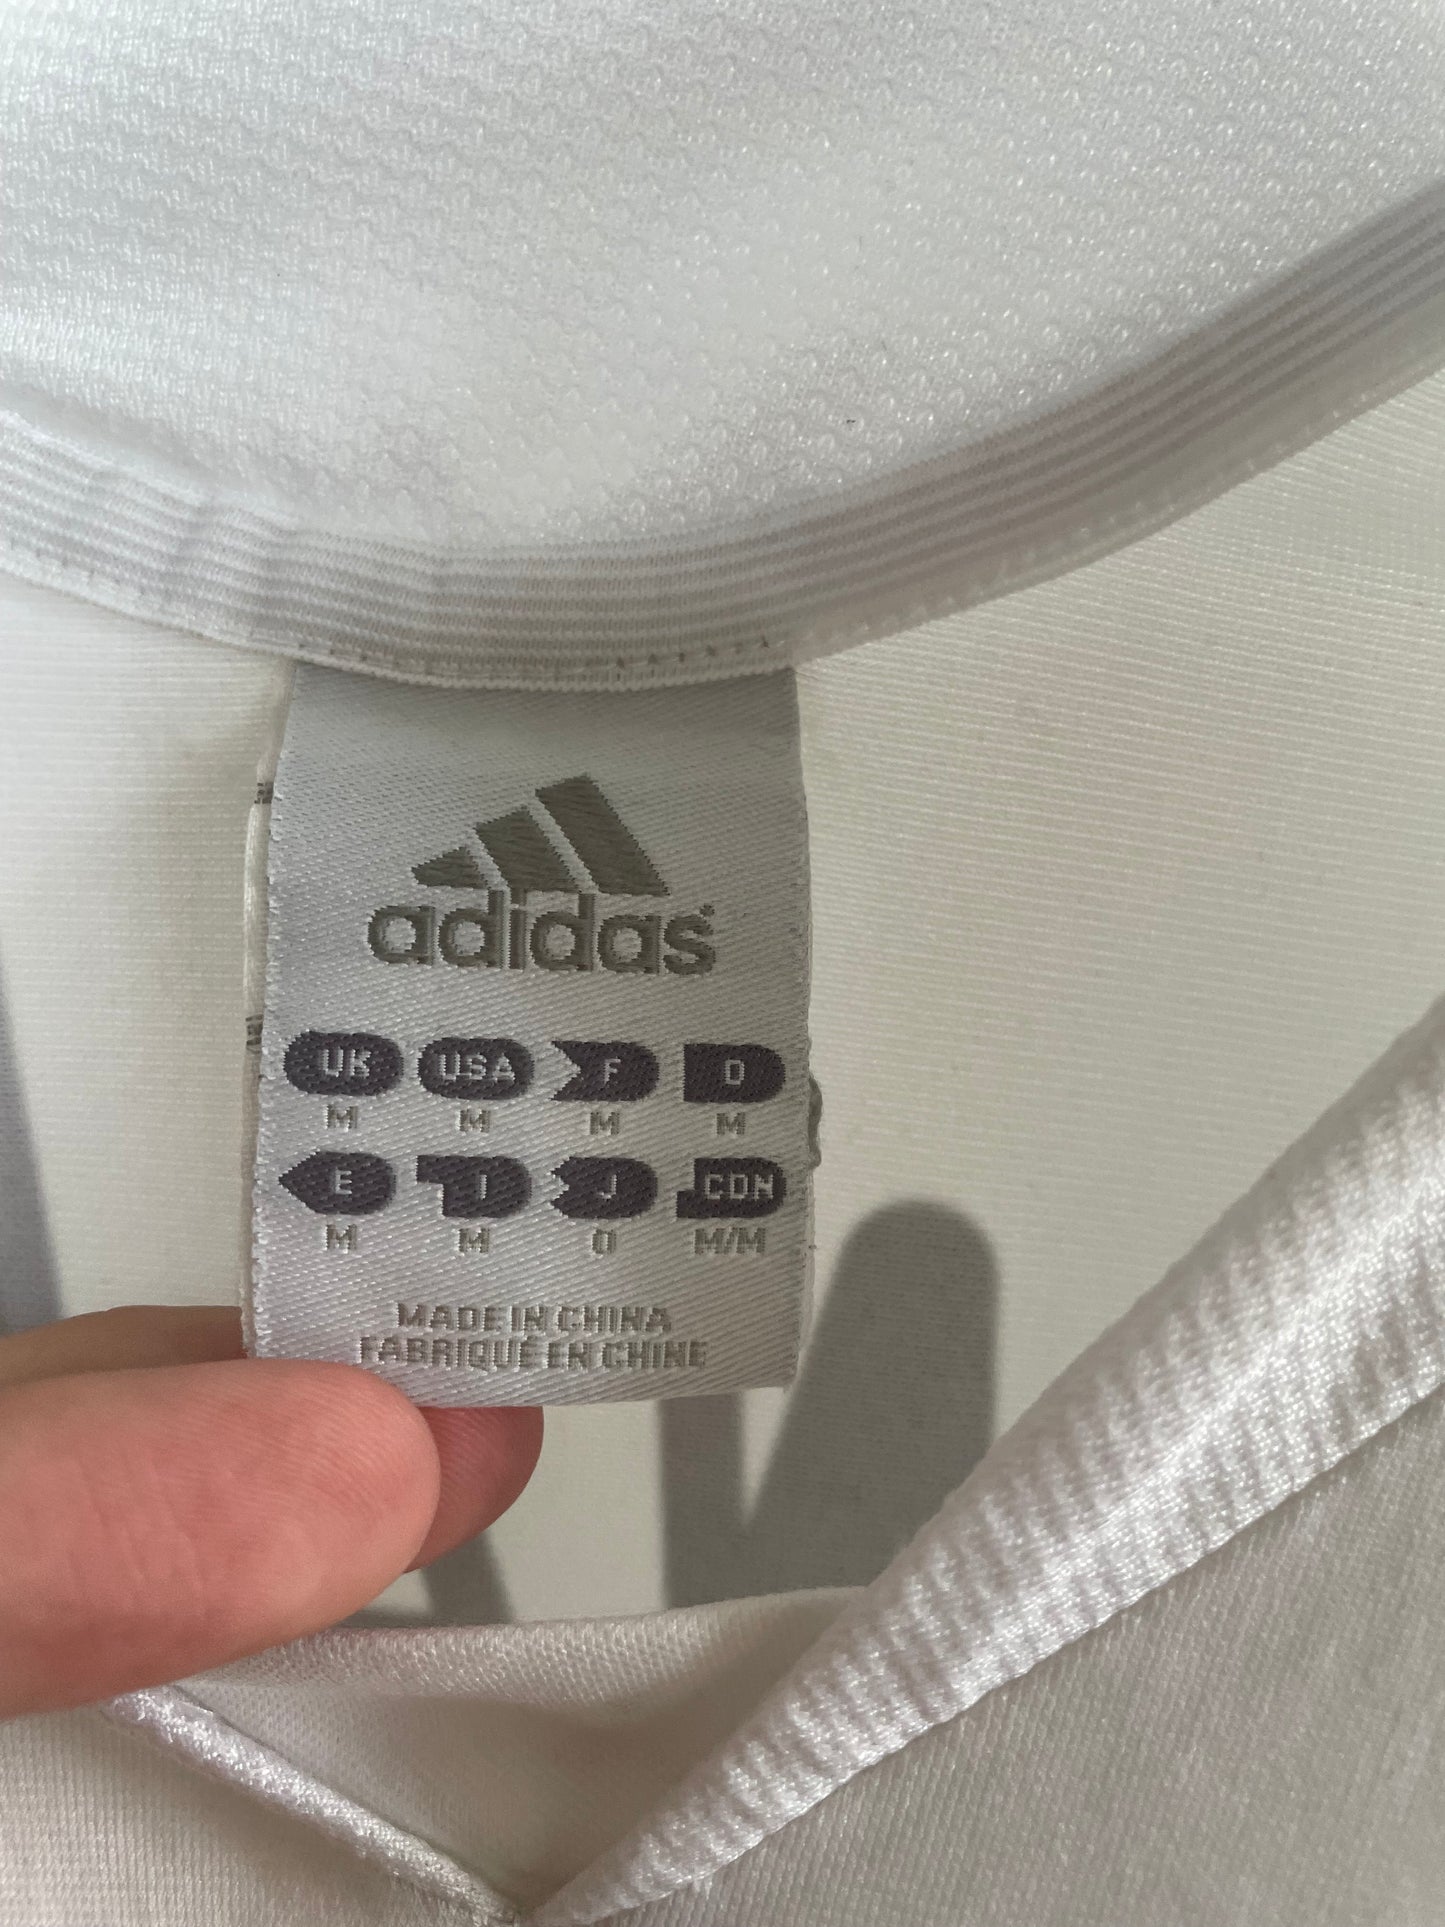 adidas
UK USA F D
M M M M
E I J CDN
M M O M/M
MADE IN CHINA
FABRIQUÉ EN CHINE